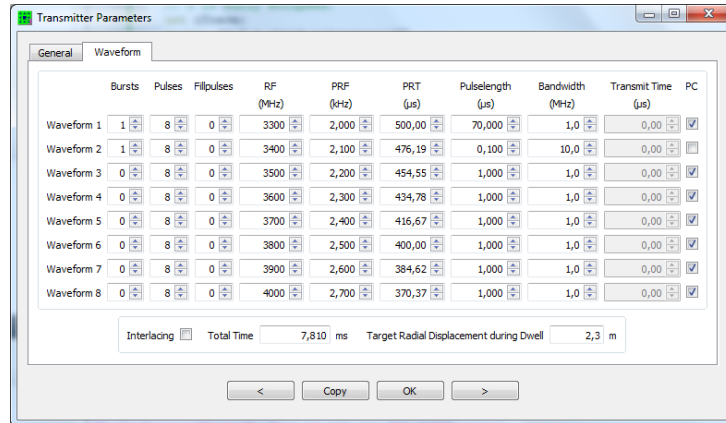 Transmitter Parameters
General Waveform
Bursts Pulses Fillpulses RF PRF PRT Pulselength Bandwidth Transmit Time PC
(MHz) (kHz) (µs) (µs) (MHz) (µs)
Waveform 1 1 8 0 3300 2,000 500,00 70,000 1,0 0,00
Waveform 2 1 8 0 3400 2,100 476,19 0,100 10,0 0,00
Waveform 3 0 8 0 3500 2,200 454,55 1,000 1,0 0,00
Waveform 4 0 8 0 3600 2,300 434,78 1,000 1,0 0,00
Waveform 5 0 8 0 3700 2,400 416,67 1,000 1,0 0,00
Waveform 6 0 8 0 3800 2,500 400,00 1,000 1,0 0,00
Waveform 7 0 8 0 3900 2,600 384,62 1,000 1,0 0,00
Waveform 8 0 8 0 4000 2,700 370,37 1,000 1,0 0,00
Interlacing Total Time 7,810 ms Target Radial Displacement during Dwell 2,3 m
< Copy OK >